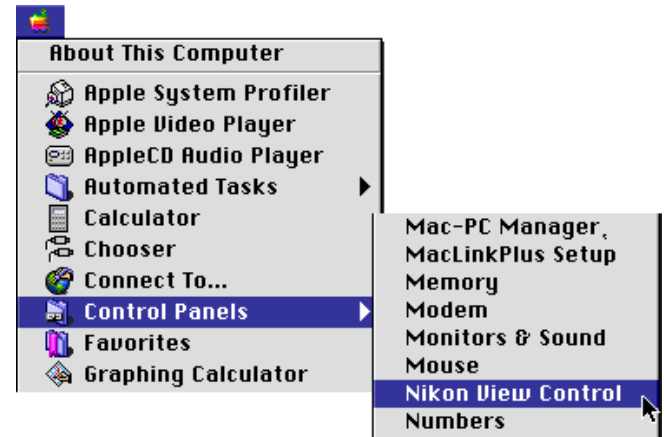 About This Computer
Apple System Profiler
Apple Video Player
AppleCD Audio Player
Automated Tasks
Calculator
Chooser
Connect To...
Control Panels
Favorites
Graphing Calculator
Mac-PC Manager,
MacLinkPlus Setup
Memory
Modem
Monitors & Sound
Mouse
Nikon View Control
Numbers